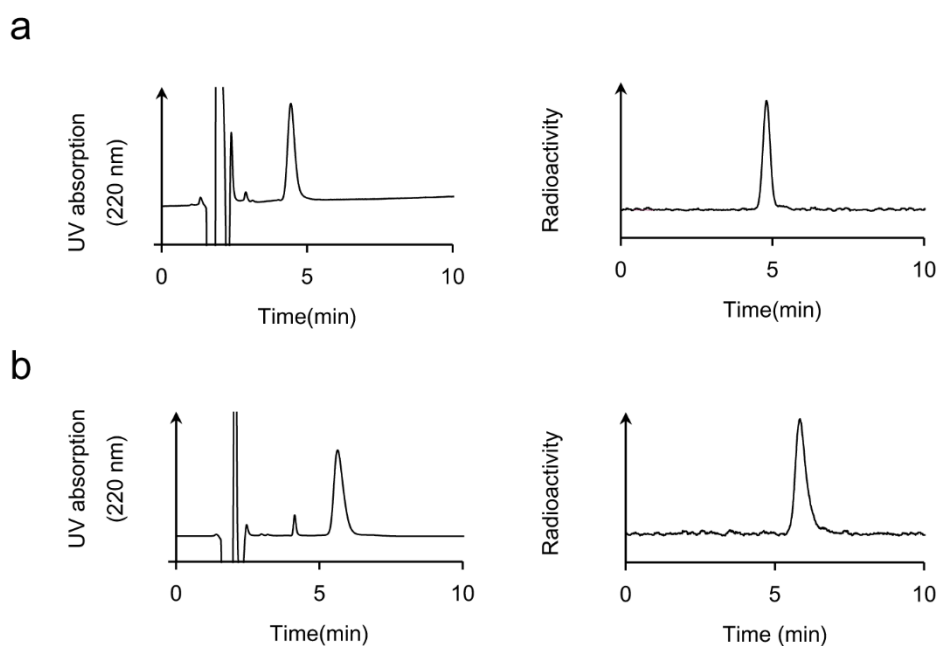 a
UV absorption
(220 nm)
0
5
10
Time(min)
Radioactivity
0
5
10
Time(min)
b
UV absorption
(220 nm)
0
5
10
Time(min)
Radioactivity
0
5
10
Time (min)